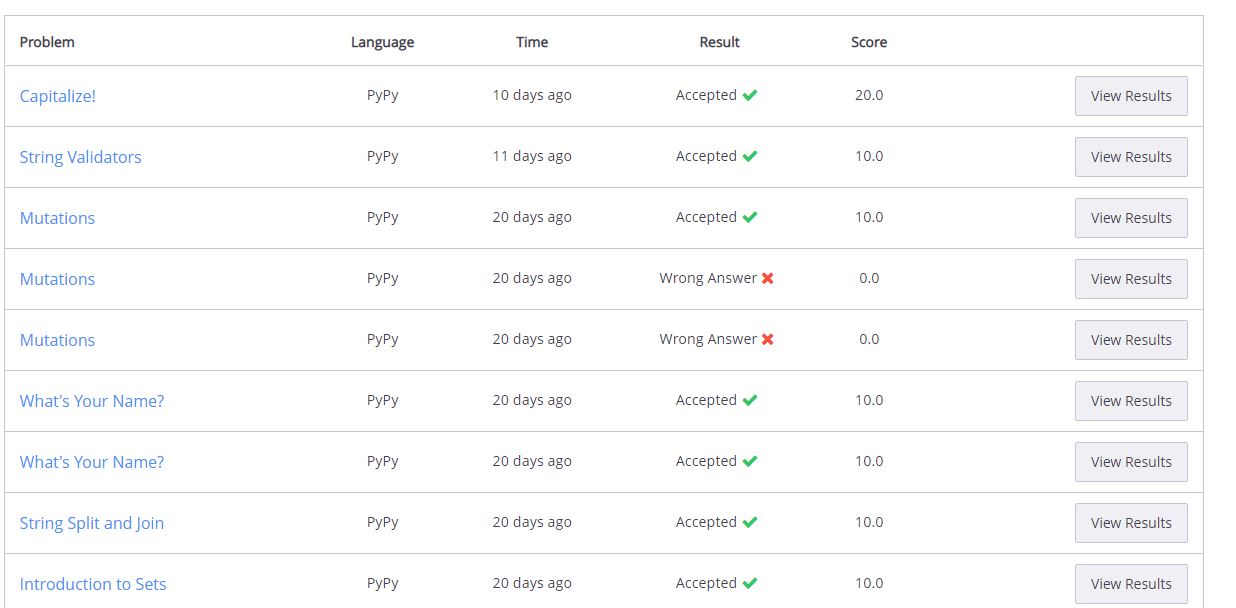 Problem Language Time Result Score
Capitalize! PyPy 10 days ago Accepted 20.0 View Results
String Validators PyPy 11 days ago Accepted 10.0 View Results
Mutations PyPy 20 days ago Accepted 10.0 View Results
Mutations PyPy 20 days ago Wrong Answer 0.0 View Results
Mutations PyPy 20 days ago Wrong Answer 0.0 View Results
What's Your Name? PyPy 20 days ago Accepted 10.0 View Results
What's Your Name? PyPy 20 days ago Accepted 10.0 View Results
String Split and Join PyPy 20 days ago Accepted 10.0 View Results
Introduction to Sets PyPy 20 days ago Accepted 10.0 View Results